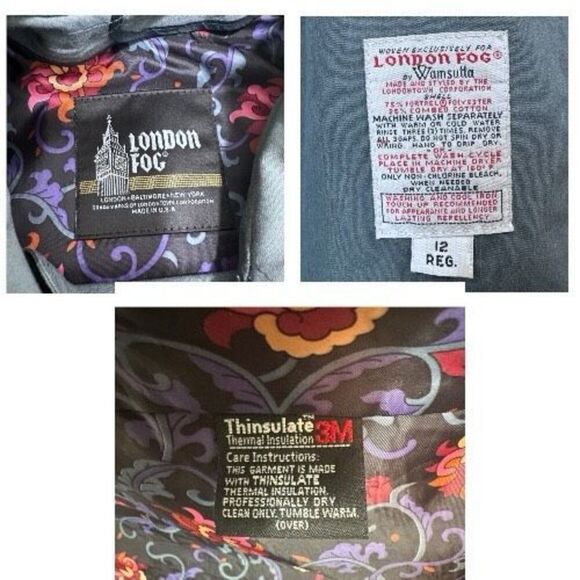 LONDON
FOG®
LONDON • BALTIMORE • NEW YORK
TRADEMARKS OF LONDONTOWN CORPORATION
MADE IN U.S.A.
WOVEN EXCLUSIVELY FOR
LONDON FOG®
by Wamsutta
MADE AND STYLED BY THE
LONDONTOWN CORPORATION
SHELL
75% FORTREL® POLYESTER
25% COMBED COTTON
MACHINE WASH SEPARATELY
WITH WARM OR COLD WATER
RINSE THREE (3) TIMES. REMOVE
ALL SOAPS. DO NOT SPIN DRY OR
WRING. HANG TO DRIP DRY.
- OR -
COMPLETE WASH CYCLE
PLACE IN AUTOMATIC DRYER
TUMBLE DRY AT 160° F
ONLY NON-CHLORINE BLEACH,
WHEN NEEDED
DRY CLEANABLE
WASHING AND COOL IRON
TOUCH UP RECOMMENDED
FOR APPEARANCE AND LONGER
LASTING REPELLENCY
12
REG.
Thinsulate™ 3M
Thermal Insulation
Care Instructions:
THIS GARMENT IS MADE
WITH THINSULATE
THERMAL INSULATION.
PROFESSIONALLY DRY
CLEAN ONLY. TUMBLE WARM.
(OVER)